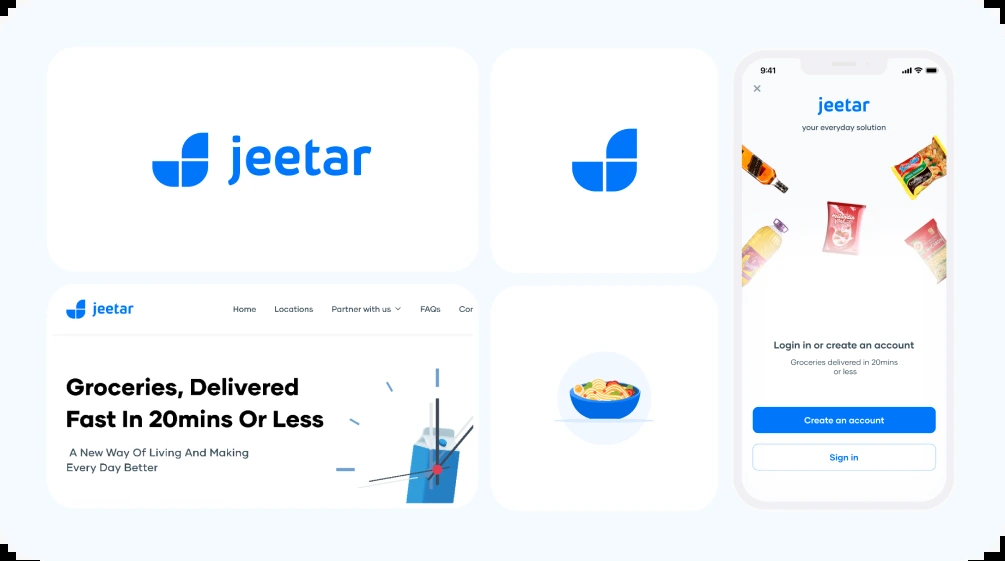 jeetar
jeetar
Home Locations Partner with us FAQs
Groceries, Delivered
Fast In 20mins Or Less
A New Way Of Living And Making
Every Day Better
9:41
jeetar
your everyday solution
Login in or create an account
Groceries delivered in 20mins
or less
Create an account
Sign in